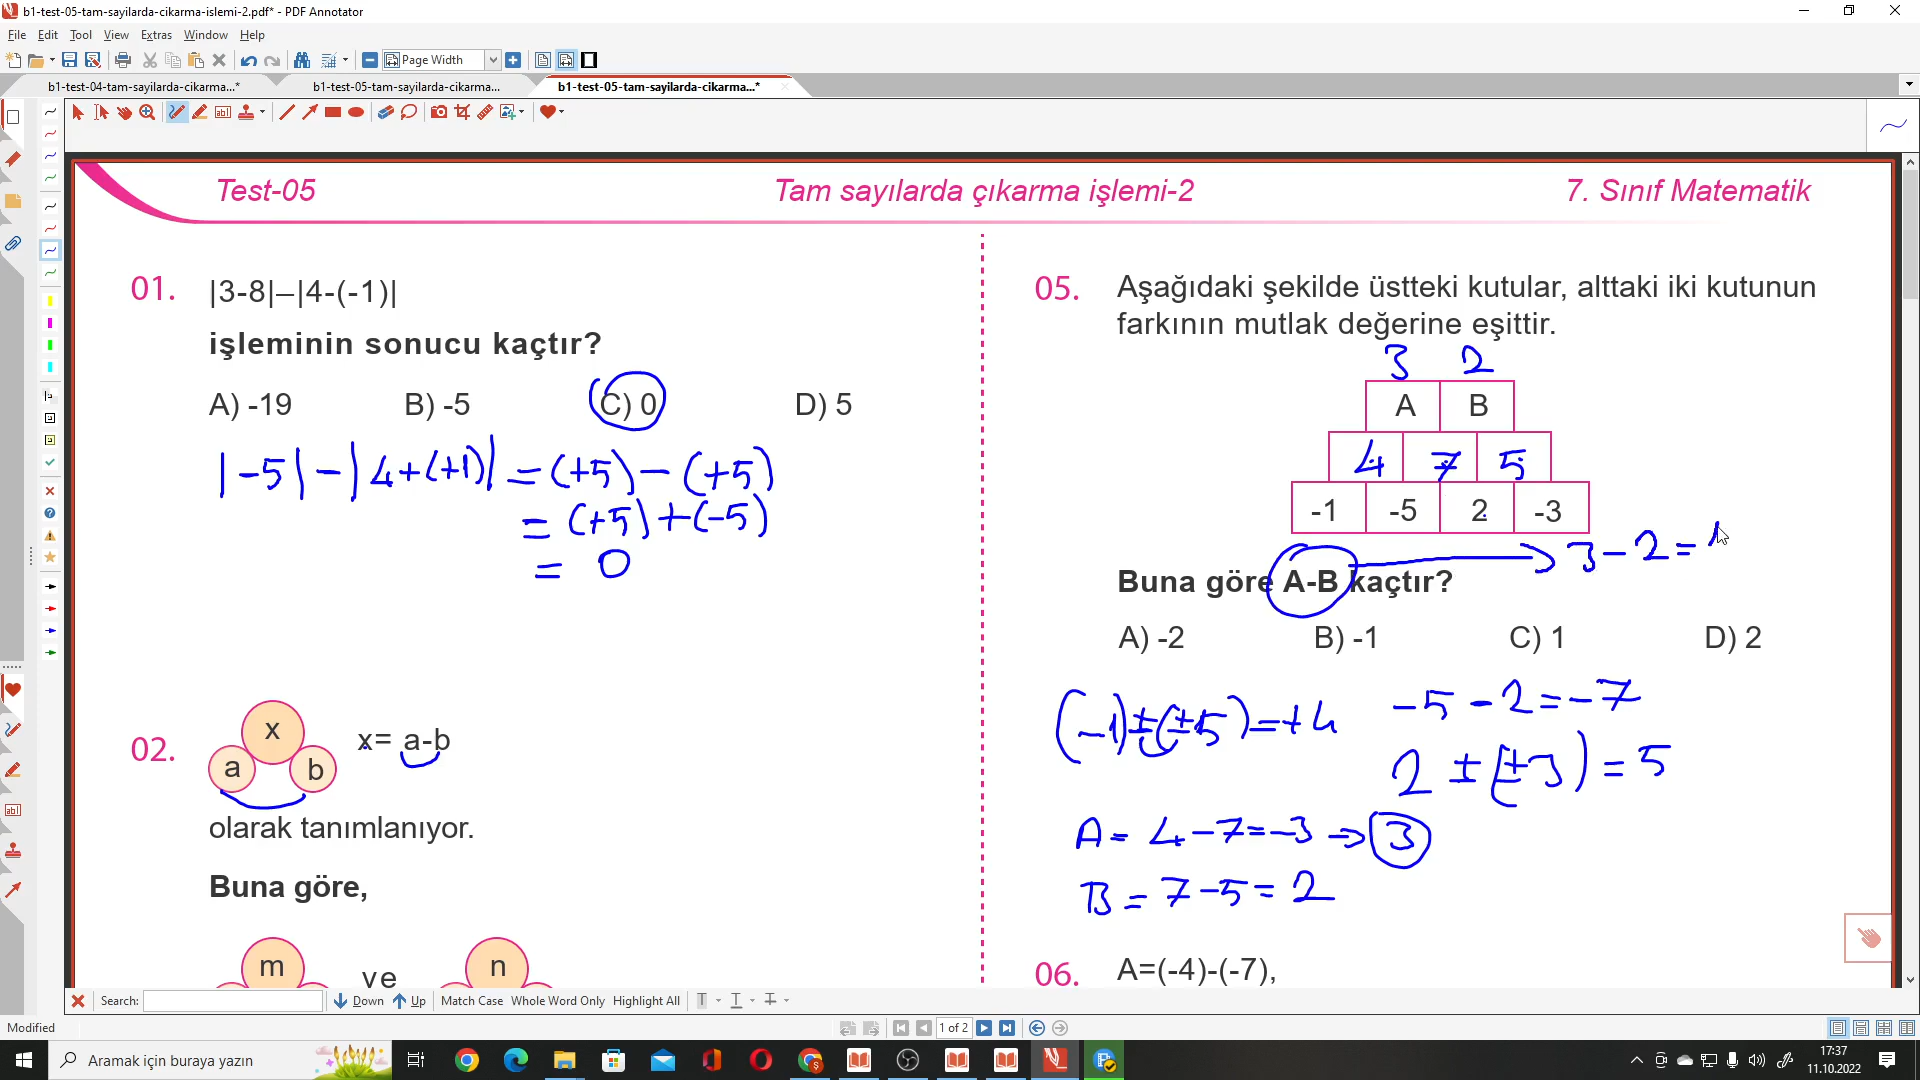 b1-test-05-tam-sayilarda-cikarma-islemi-2.pdf* - PDF Annotator
File Edit Tool View Extras Window Help
Page Width
b1-test-04-tam-sayilarda-cikarma...* b1-test-05-tam-sayilarda-cikarma... b1-test-05-tam-sayilarda-cikarma...*
Test-05 Tam sayılarda çıkarma işlemi-2 7. Sınıf Matematik
01. |3-8|–|4-(-1)|
işleminin sonucu kaçtır?
A) -19 B) -5 C) 0 D) 5
|-5| - |4+(+1)| = (+5) - (+5)
= (+5)+(-5)
= 0
02. x a b x= a-b
olarak tanımlanıyor.
Buna göre,
m ve n
05. Aşağıdaki şekilde üstteki kutular, alttaki iki kutunun
farkının mutlak değerine eşittir.
3 2
A B
4 7 5
-1 -5 2 -3
3-2=1
Buna göre A-B kaçtır?
A) -2 B) -1 C) 1 D) 2
(-1)±(±5)=+4 -5-2=-7
2 ±(±3)=5
A= 4-7=-3 → 3
B= 7-5= 2
06. A=(-4)-(-7),
Search: Down Up Match Case Whole Word Only Highlight All
Modified 1 of 2
Aramak için buraya yazın 17:37
11.10.2022